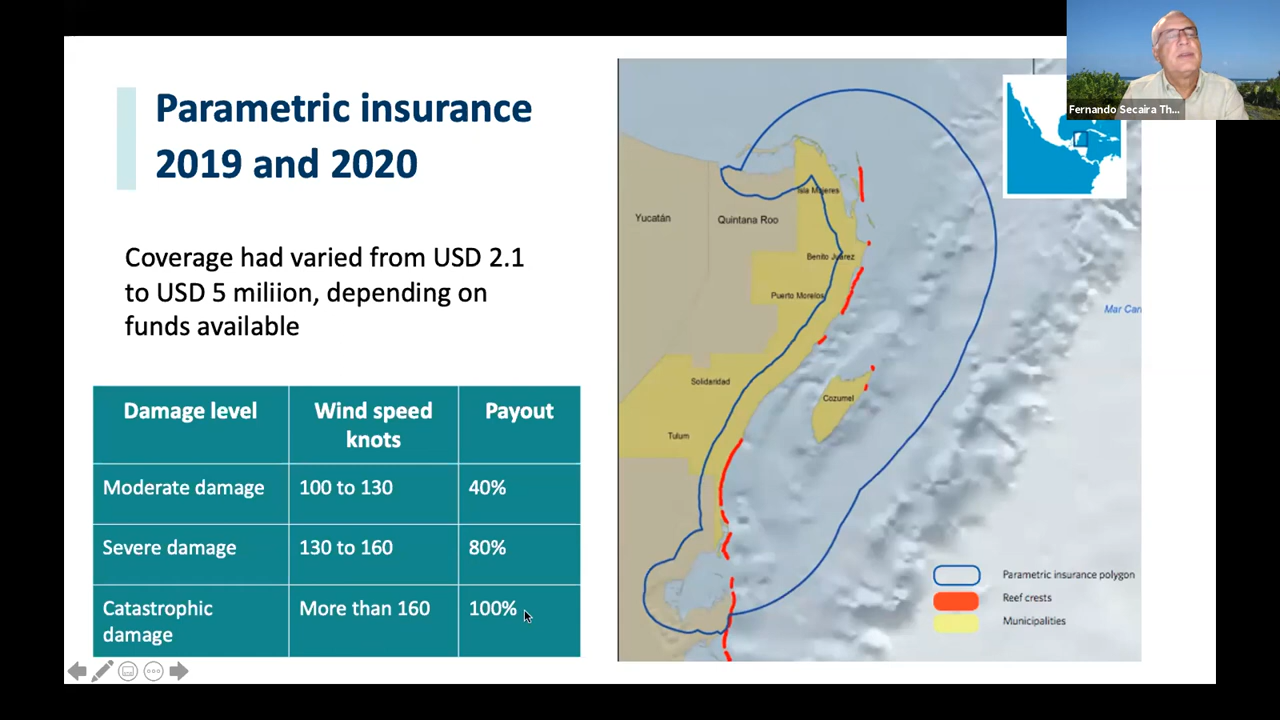 Parametric insurance
2019 and 2020
Coverage had varied from USD 2.1
to USD 5 miliion, depending on
funds available
Damage level
Wind speed
knots
Payout
Moderate damage
100 to 130
40%
Severe damage
130 to 160
80%
Catastrophic
damage
More than 160
100%
Yucatán
Quintana Roo
Isla Mujeres
Benito Juarez
Puerto Morelos
Solidaridad
Cozumel
Tulum
Mar Cari
Parametric insurance polygon
Reef crests
Municipalities
Fernando Secaira Th...